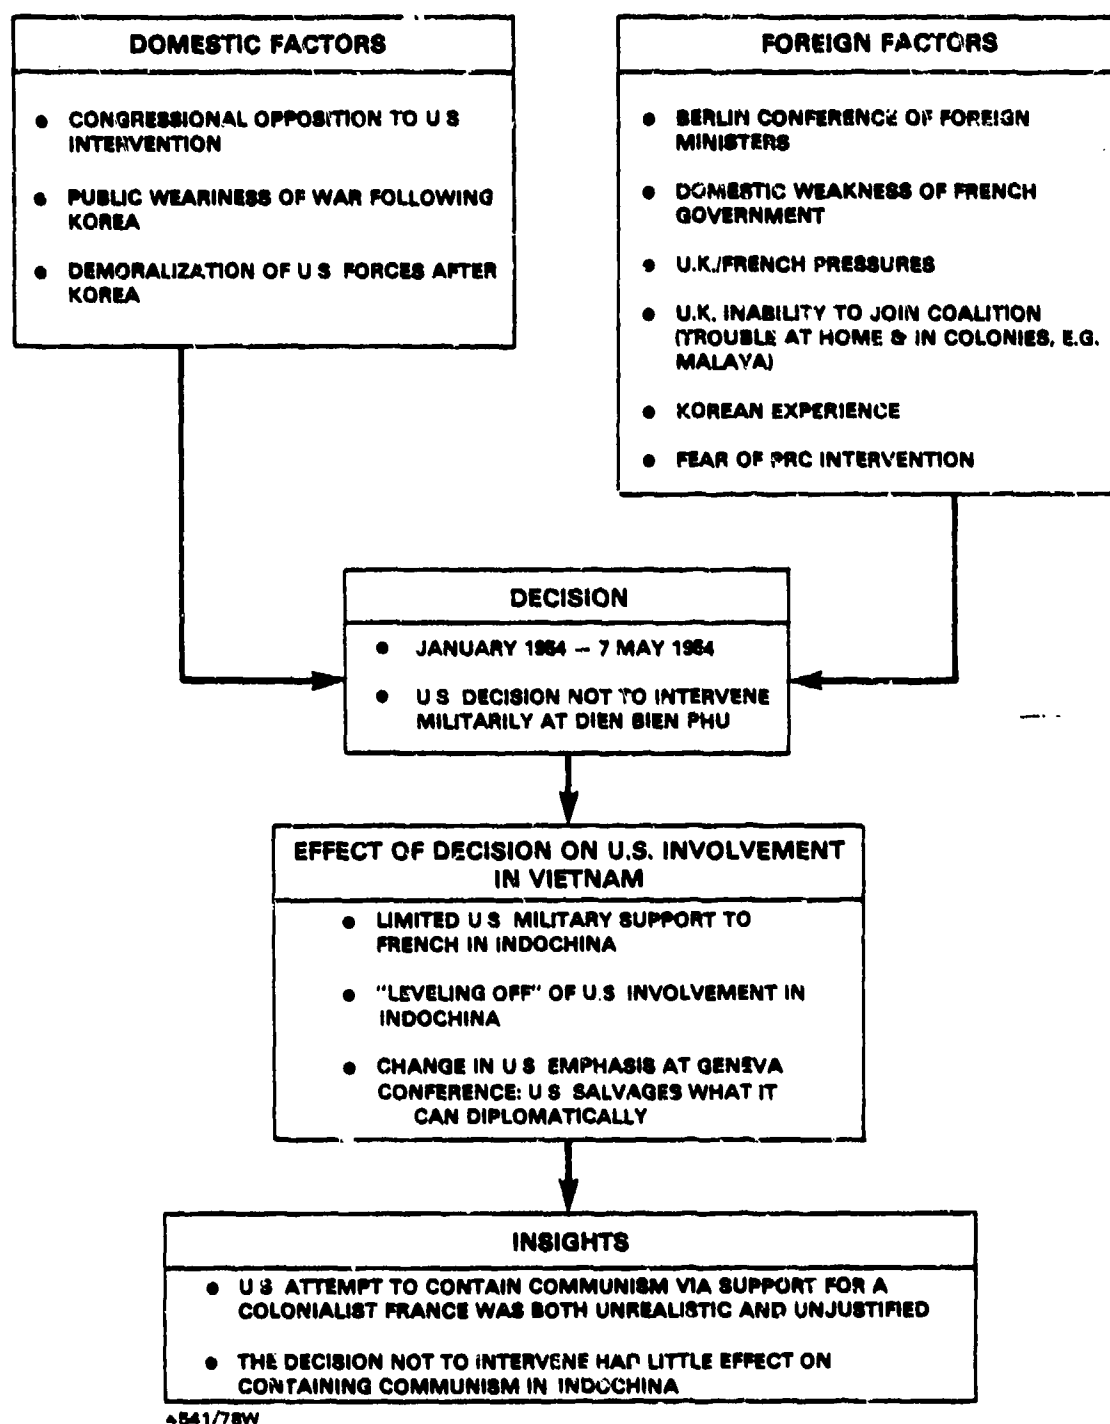 DOMESTIC FACTORS
● CONGRESSIONAL OPPOSITION TO U S
INTERVENTION
● PUBLIC WEARINESS OF WAR FOLLOWING
KOREA
● DEMORALIZATION OF U S FORCES AFTER
KOREA
FOREIGN FACTORS
● BERLIN CONFERENCE OF FOREIGN
MINISTERS
● DOMESTIC WEAKNESS OF FRENCH
GOVERNMENT
● U.K./FRENCH PRESSURES
● U.K. INABILITY TO JOIN COALITION
(TROUBLE AT HOME & IN COLONIES, E.G.
MALAYA)
● KOREAN EXPERIENCE
● FEAR OF PRC INTERVENTION
DECISION
● JANUARY 1954 – 7 MAY 1954
● U S DECISION NOT TO INTERVENE
MILITARILY AT DIEN BIEN PHU
EFFECT OF DECISION ON U.S. INVOLVEMENT
IN VIETNAM
● LIMITED U S MILITARY SUPPORT TO
FRENCH IN INDOCHINA
● "LEVELING OFF" OF U.S INVOLVEMENT IN
INDOCHINA
● CHANGE IN U S EMPHASIS AT GENEVA
CONFERENCE: U S SALVAGES WHAT IT
CAN DIPLOMATICALLY
INSIGHTS
● U S ATTEMPT TO CONTAIN COMMUNISM VIA SUPPORT FOR A
COLONIALIST FRANCE WAS BOTH UNREALISTIC AND UNJUSTIFIED
● THE DECISION NOT TO INTERVENE HAD LITTLE EFFECT ON
CONTAINING COMMUNISM IN INDOCHINA
4541/78W